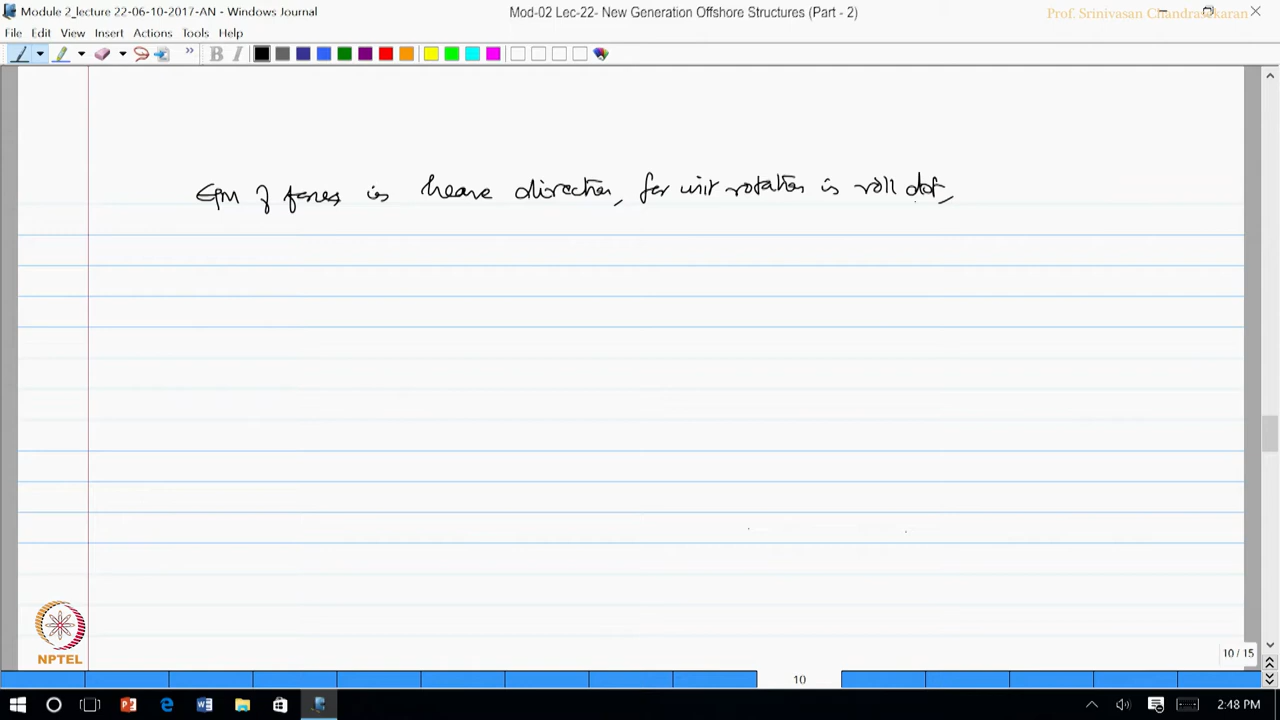 Module 2_lecture 22-06-10-2017-AN - Windows Journal
Mod-02 Lec-22- New Generation Offshore Structures (Part - 2)
Prof. Srinivasan Chandrasekaran
File Edit View Insert Actions Tools Help
B I
Eqm of forces in heave direction, for unit rotation in roll dof,
NPTEL
10 / 15
10
2:48 PM